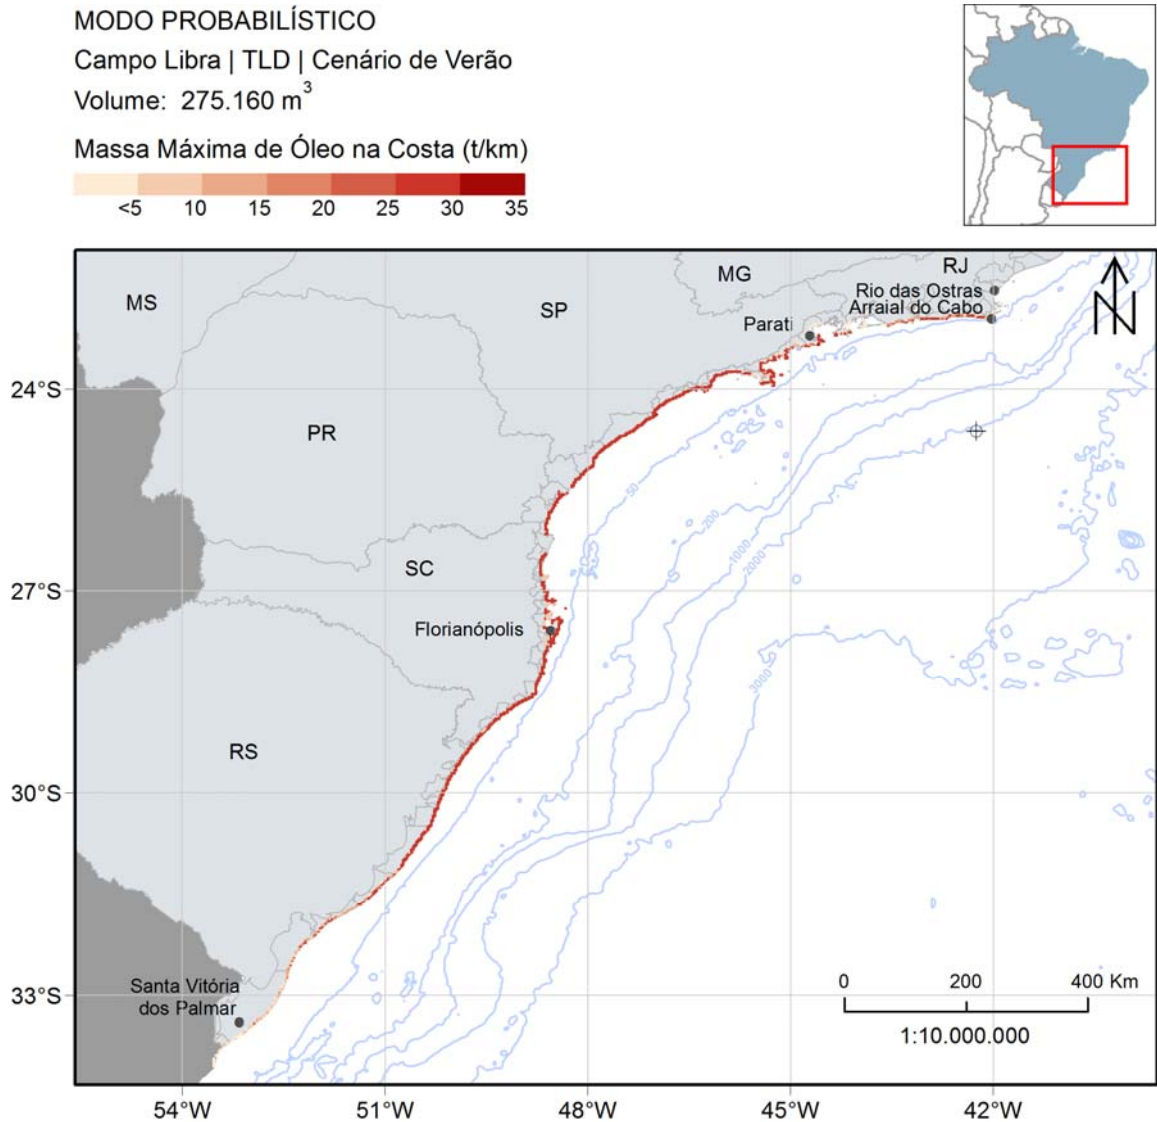 MODO PROBABILÍSTICO
Campo Libra | TLD | Cenário de Verão
Volume: 275.160 m³
Massa Máxima de Óleo na Costa (t/km)
<5 10 15 20 25 30 35
MS
SP
MG
RJ
Rio das Ostras
Arraial do Cabo
Parati
N
24°S
PR
50
200
1000
2000
SC
27°S
Florianópolis
3000
RS
30°S
33°S
Santa Vitória
dos Palmar
0 200 400 Km
1:10.000.000
54°W 51°W 48°W 45°W 42°W